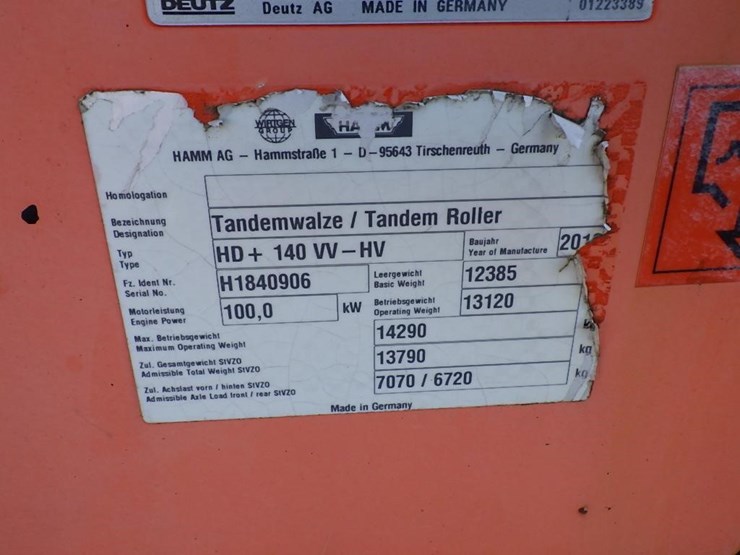 DEUTZ Deutz AG MADE IN GERMANY 01223389
WIRTGEN GROUP HAMM
HAMM AG – Hammstraße 1 – D–95643 Tirschenreuth – Germany
Homologation
Bezeichnung
Designation
Tandemwalze / Tandem Roller
Typ
Type
HD+ 140 VV–HV
Baujahr
Year of Manufacture
201
Fz. Ident Nr.
Serial No.
H1840906
Leergewicht
Basic Weight
12385
Motorleistung
Engine Power
100,0 kW
Betriebsgewicht
Operating Weight
13120
Max. Betriebsgewicht
Maximum Operating Weight
14290
Zul. Gesamtgewicht StVZO
Admissible Total Weight StVZO
13790 kg
Zul. Achslast vorn / hinten StVZO
Admissible Axle Load front / rear StVZO
7070 / 6720 kg
Made in Germany